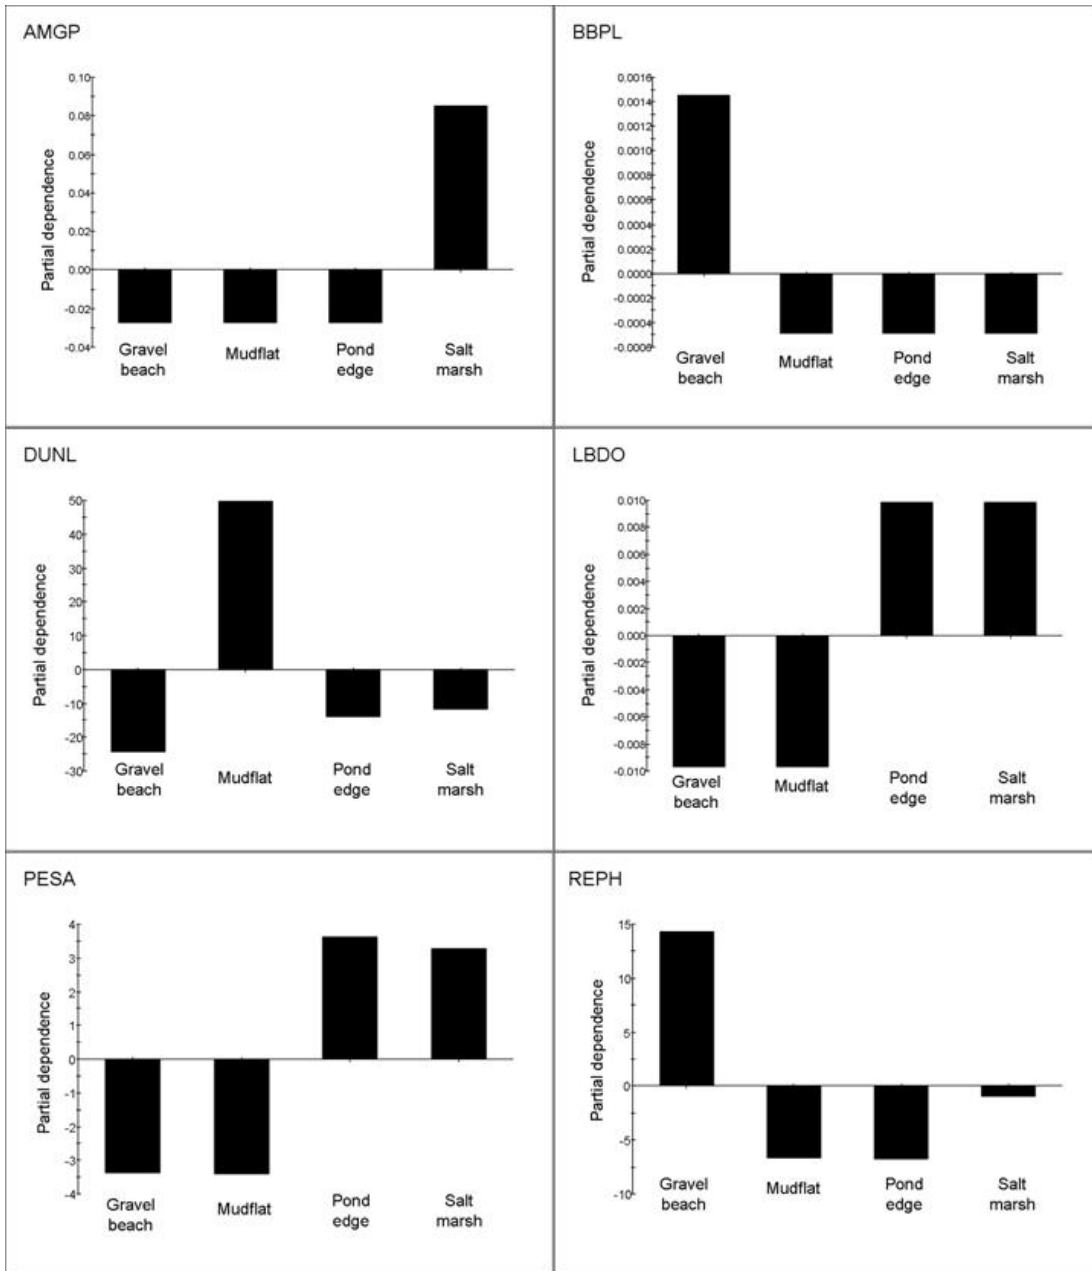 AMGP
0.10
0.08
0.06
0.04
0.02
0.00
-0.02
-0.04
Partial dependence
Gravel beach
Mudflat
Pond edge
Salt marsh
BBPL
0.0016
0.0014
0.0012
0.0010
0.0008
0.0006
0.0004
0.0002
0.0000
-0.0002
-0.0004
-0.0006
Partial dependence
Gravel beach
Mudflat
Pond edge
Salt marsh
DUNL
50
40
30
20
10
0
-10
-20
-30
Partial dependence
Gravel beach
Mudflat
Pond edge
Salt marsh
LBDO
0.010
0.008
0.006
0.004
0.002
0.000
-0.002
-0.004
-0.006
-0.008
-0.010
Partial dependence
Gravel beach
Mudflat
Pond edge
Salt marsh
PESA
4
3
2
1
0
-1
-2
-3
-4
Partial dependence
Gravel beach
Mudflat
Pond edge
Salt marsh
REPH
15
10
5
0
-5
-10
Partial dependence
Gravel beach
Mudflat
Pond edge
Salt marsh